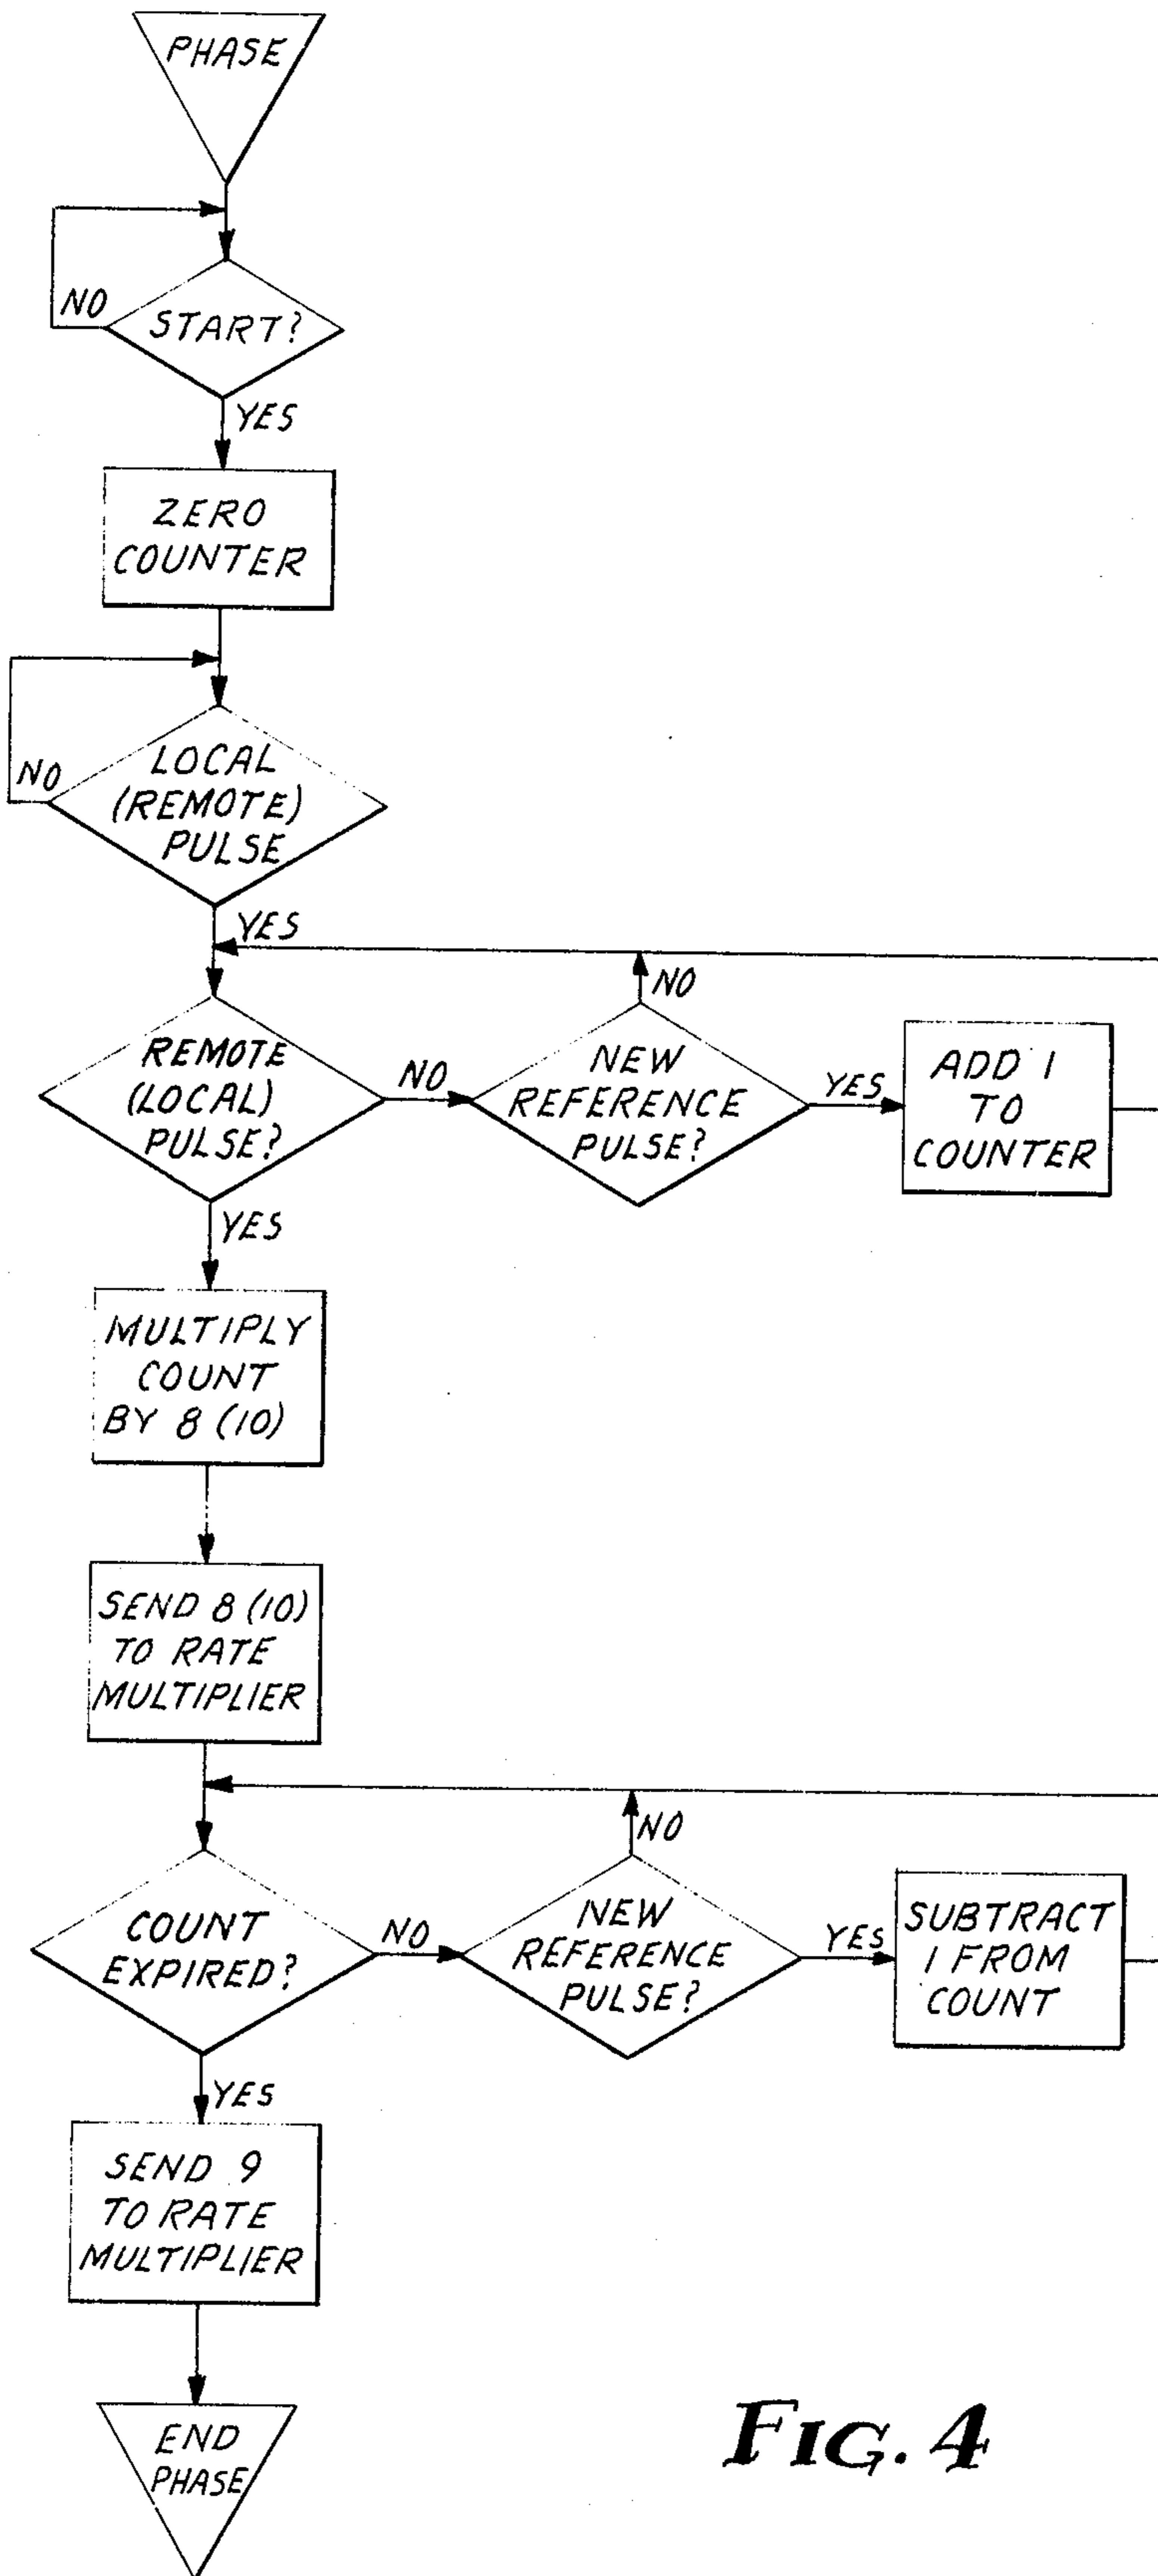 PHASE
NO
START?
YES
ZERO
COUNTER
NO
LOCAL
(REMOTE)
PULSE
YES
NO
REMOTE
(LOCAL)
PULSE?
NO
NEW
REFERENCE
PULSE?
YES
ADD 1
TO
COUNTER
YES
MULTIPLY
COUNT
BY 8 (10)
SEND 8 (10)
TO RATE
MULTIPLIER
NO
COUNT
EXPIRED?
NO
NEW
REFERENCE
PULSE?
YES
SUBTRACT
1 FROM
COUNT
YES
SEND 9
TO RATE
MULTIPLIER
END
PHASE
FIG. 4